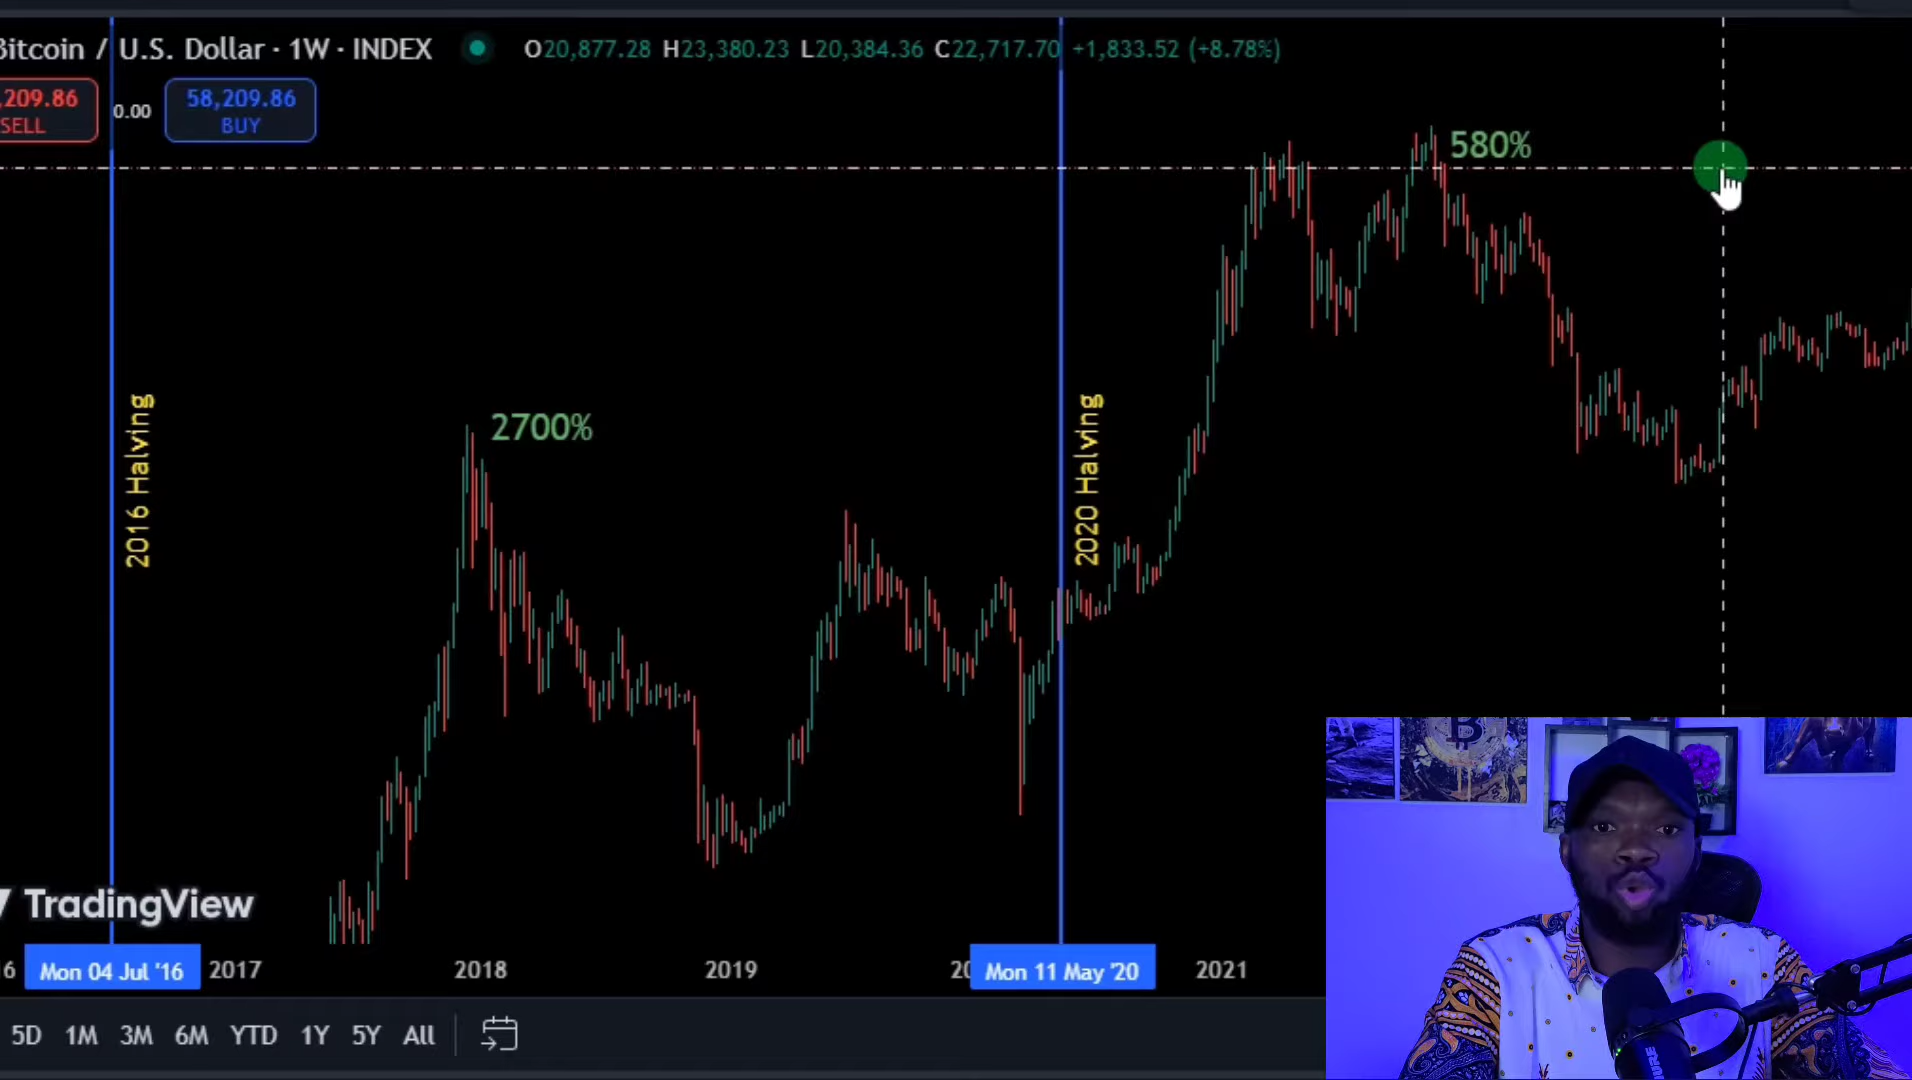 Bitcoin / U.S. Dollar · 1W · INDEX O20,877.28 H23,380.23 L20,384.36 C22,717.70 +1,833.52 (+8.78%)
,209.86 0.00 58,209.86
SELL BUY
580%
2700%
2016 Halving
2020 Halving
TradingView
6 Mon 04 Jul '16 2017 2018 2019 20 Mon 11 May '20 2021
5D 1M 3M 6M YTD 1Y 5Y All